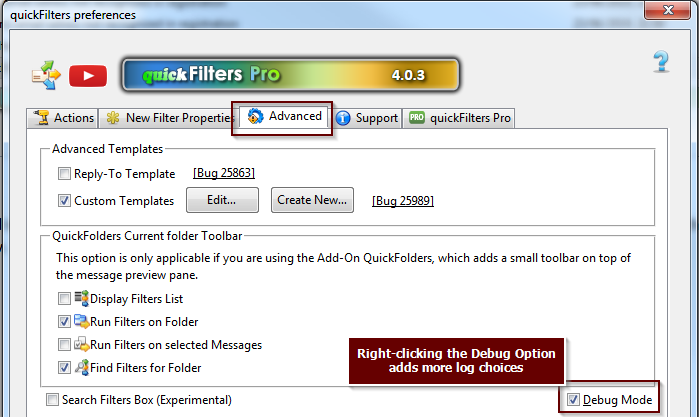 quickFilters preferences
quickFilters Pro 4.0.3
Actions New Filter Properties Advanced Support PRO quickFilters Pro
Advanced Templates
Reply-To Template [Bug 25863]
Custom Templates Edit... Create New... [Bug 25989]
QuickFolders Current folder Toolbar
This option is only applicable if you are using the Add-On QuickFolders, which adds a small toolbar on top of
the message preview pane.
Display Filters List
Run Filters on Folder
Run Filters on selected Messages
Find Filters for Folder
Right-clicking the Debug Option
adds more log choices
Search Filters Box (Experimental) Debug Mode